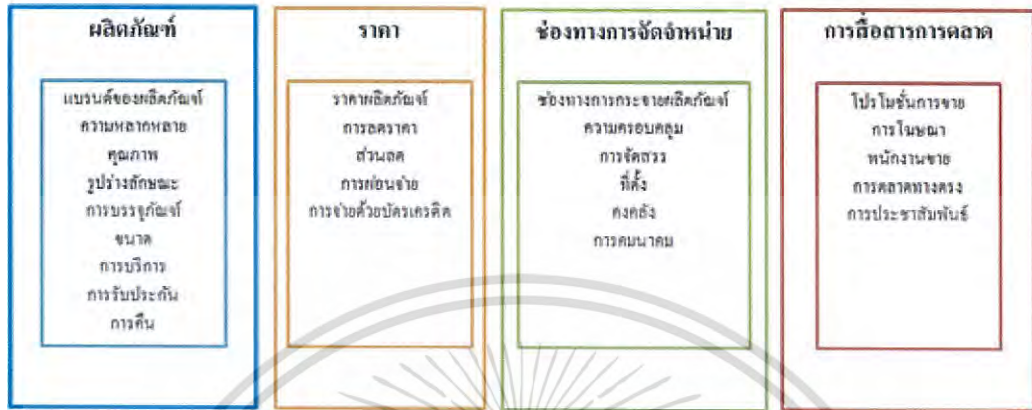 ผลิตภัณฑ์
แบรนด์ของผลิตภัณฑ์
ความหลากหลาย
คุณภาพ
รูปร่างลักษณะ
การบรรจุภัณฑ์
ขนาด
การบริการ
การรับประกัน
การคืน
ราคา
ราคาผลิตภัณฑ์
การลดราคา
ส่วนลด
การผ่อนจ่าย
การจ่ายด้วยบัตรเครดิต
ช่องทางการจัดจำหน่าย
ช่องทางการกระจายผลิตภัณฑ์
ความครอบคลุม
การจัดสรร
ที่ตั้ง
คงคลัง
การคมนาคม
การสื่อสารการตลาด
โปรโมชั่นการขาย
การโฆษณา
พนักงานขาย
การตลาดทางตรง
การประชาสัมพันธ์